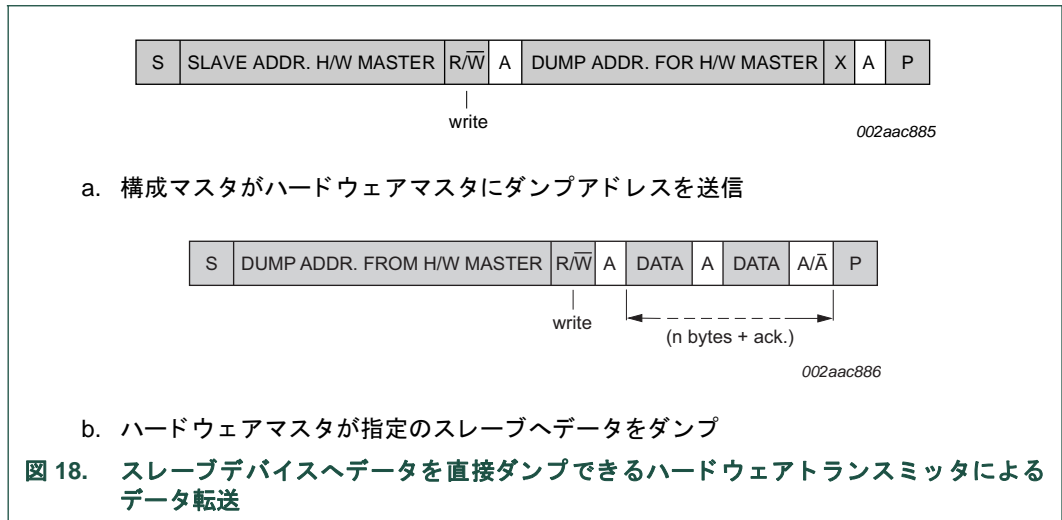 S SLAVE ADDR. H/W MASTER R/W̅ A DUMP ADDR. FOR H/W MASTER X A P
write
002aac885
a. 構成マスタがハードウェアマスタにダンプアドレスを送信
S DUMP ADDR. FROM H/W MASTER R/W̅ A DATA A DATA A/A̅ P
write
(n bytes + ack.)
002aac886
b. ハードウェアマスタが指定のスレーブへデータをダンプ
図 18. スレーブデバイスへデータを直接ダンプできるハードウェアトランスミッタによる
データ転送